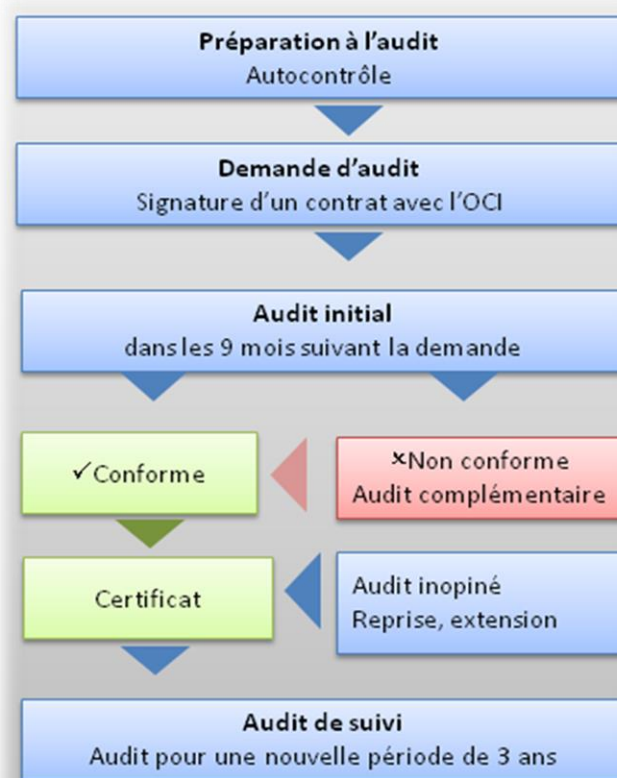 Préparation à l'audit
Autocontrôle
Demande d'audit
Signature d'un contrat avec l'OCI
Audit initial
dans les 9 mois suivant la demande
✓Conforme
×Non conforme
Audit complémentaire
Certificat
Audit inopiné
Reprise, extension
Audit de suivi
Audit pour une nouvelle période de 3 ans